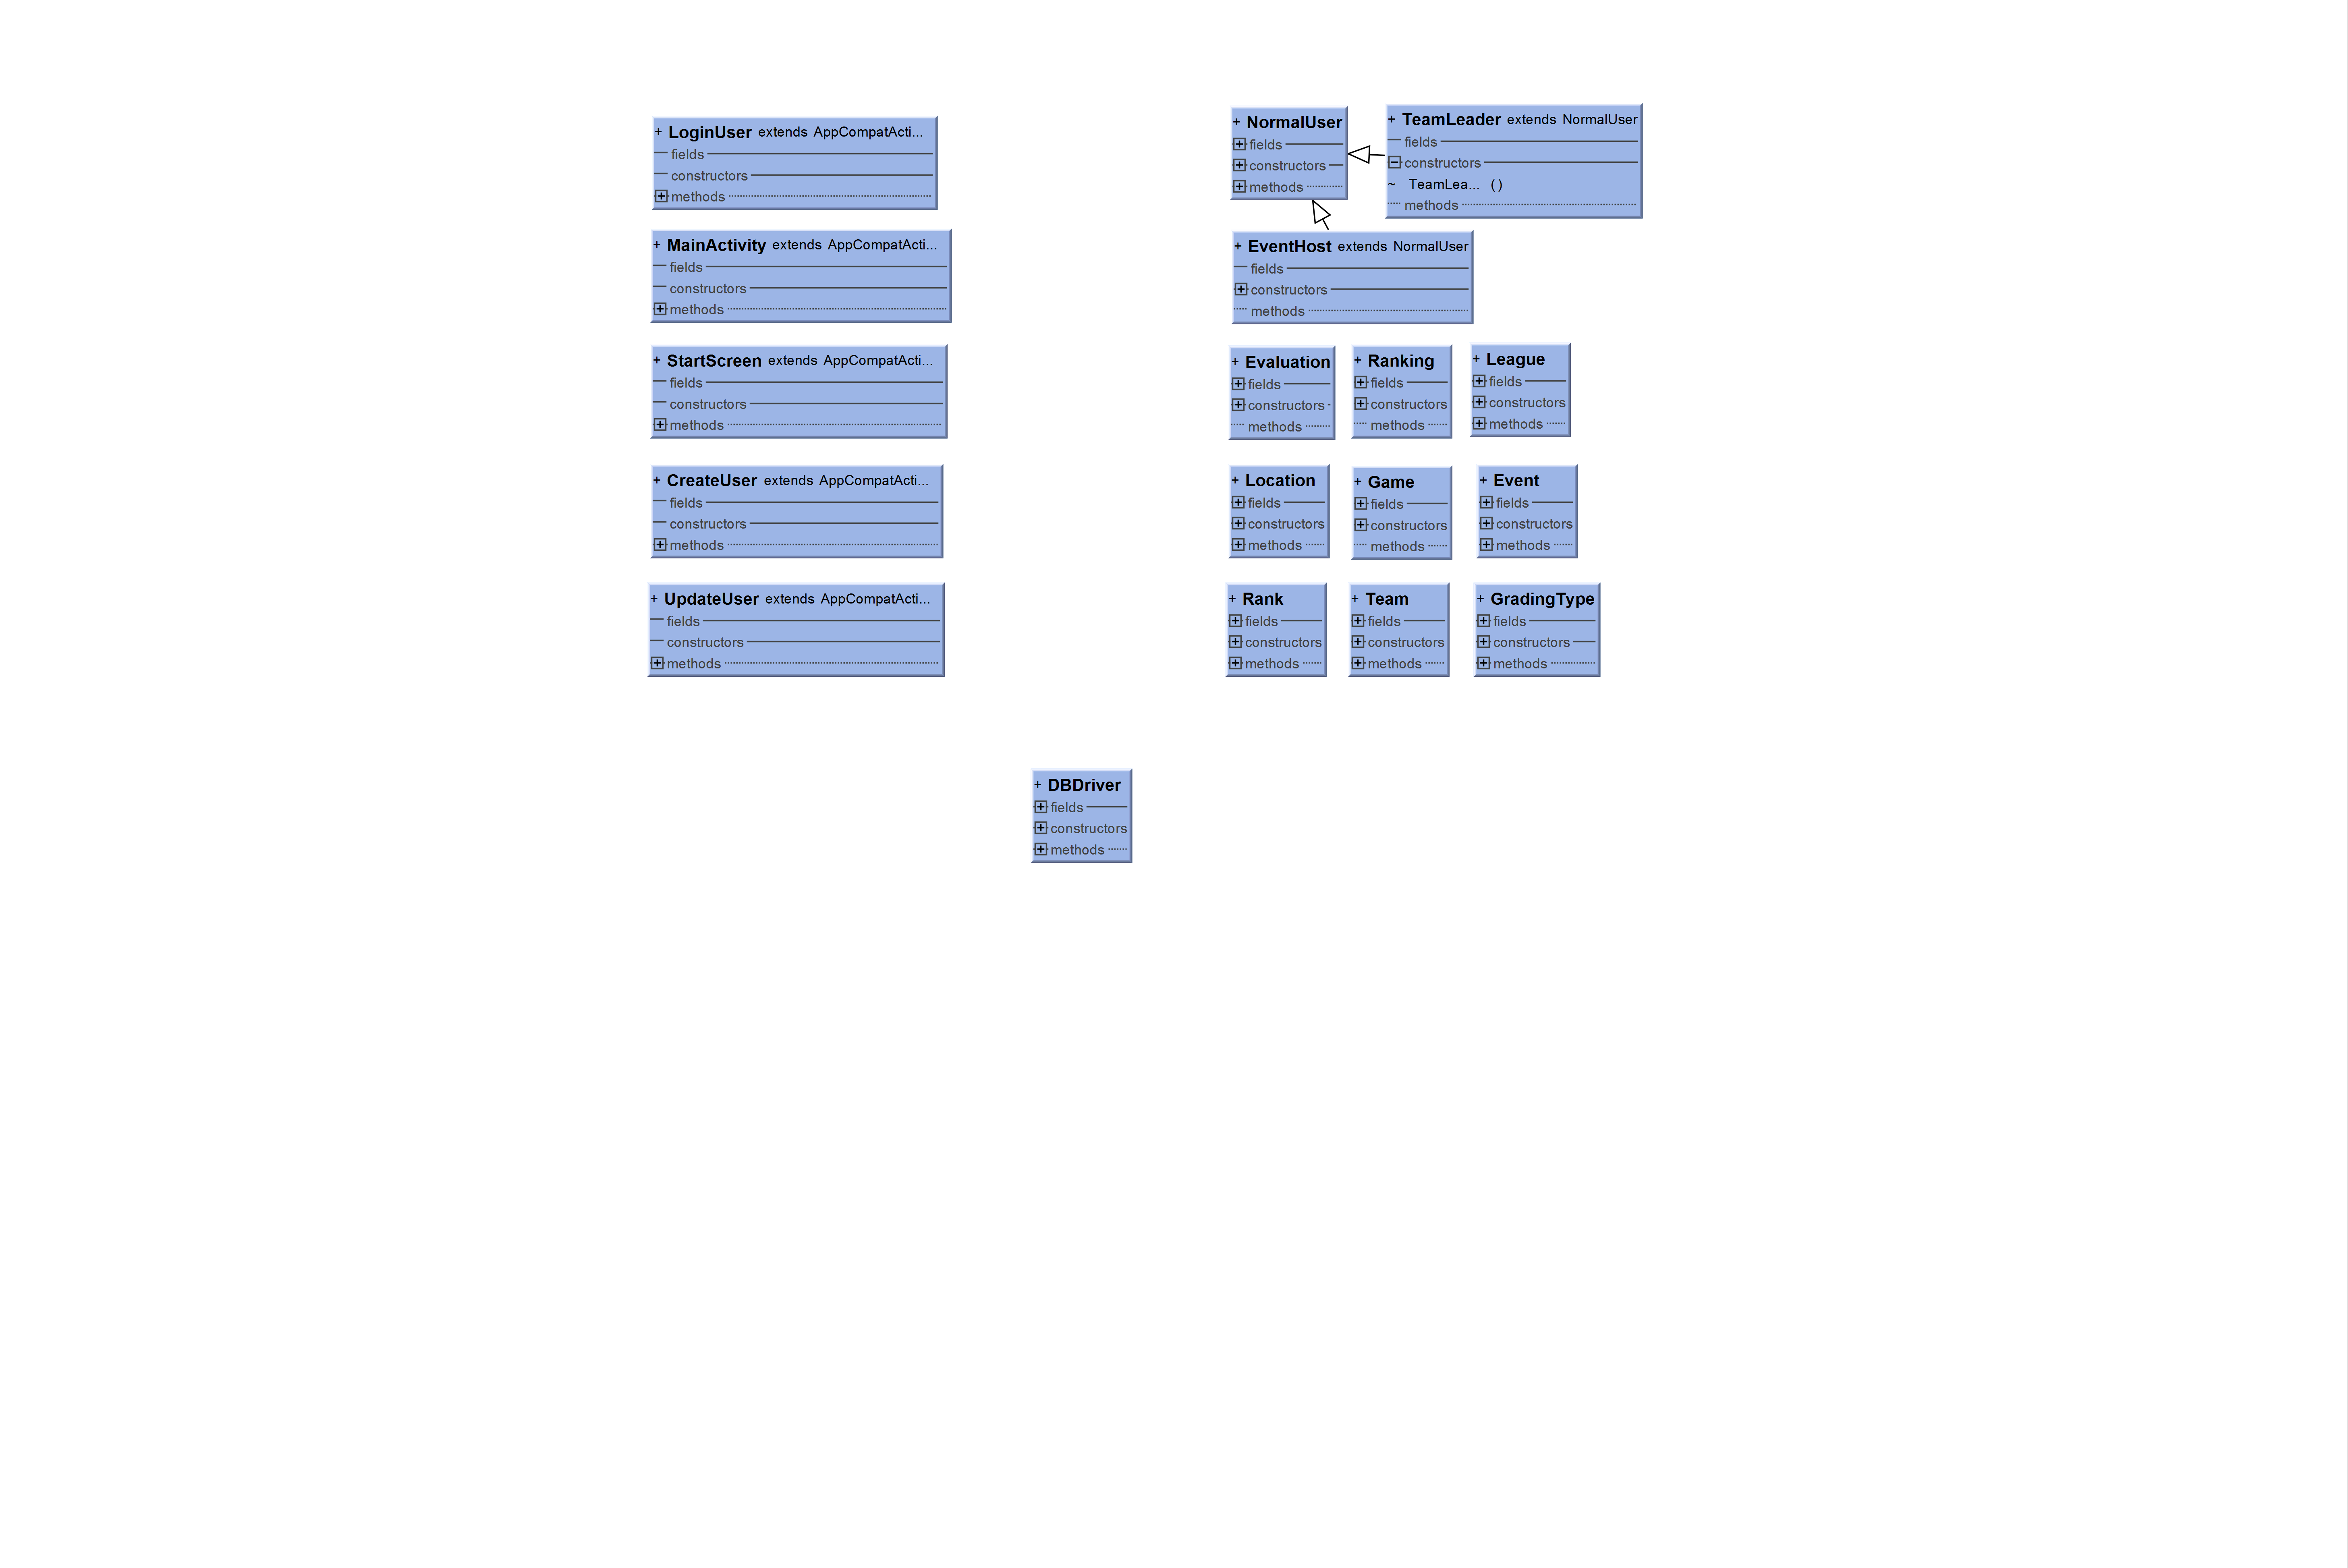 + LoginUser extends AppCompatActi...
fields
constructors
methods
+ MainActivity extends AppCompatActi...
fields
constructors
methods
+ StartScreen extends AppCompatActi...
fields
constructors
methods
+ CreateUser extends AppCompatActi...
fields
constructors
methods
+ UpdateUser extends AppCompatActi...
fields
constructors
methods
+ NormalUser
fields
constructors
methods
+ TeamLeader extends NormalUser
fields
constructors
~ TeamLea... ()
methods
+ EventHost extends NormalUser
fields
constructors
methods
+ Evaluation
fields
constructors
methods
+ Ranking
fields
constructors
methods
+ League
fields
constructors
methods
+ Location
fields
constructors
methods
+ Game
fields
constructors
methods
+ Event
fields
constructors
methods
+ Rank
fields
constructors
methods
+ Team
fields
constructors
methods
+ GradingType
fields
constructors
methods
+ DBDriver
fields
constructors
methods